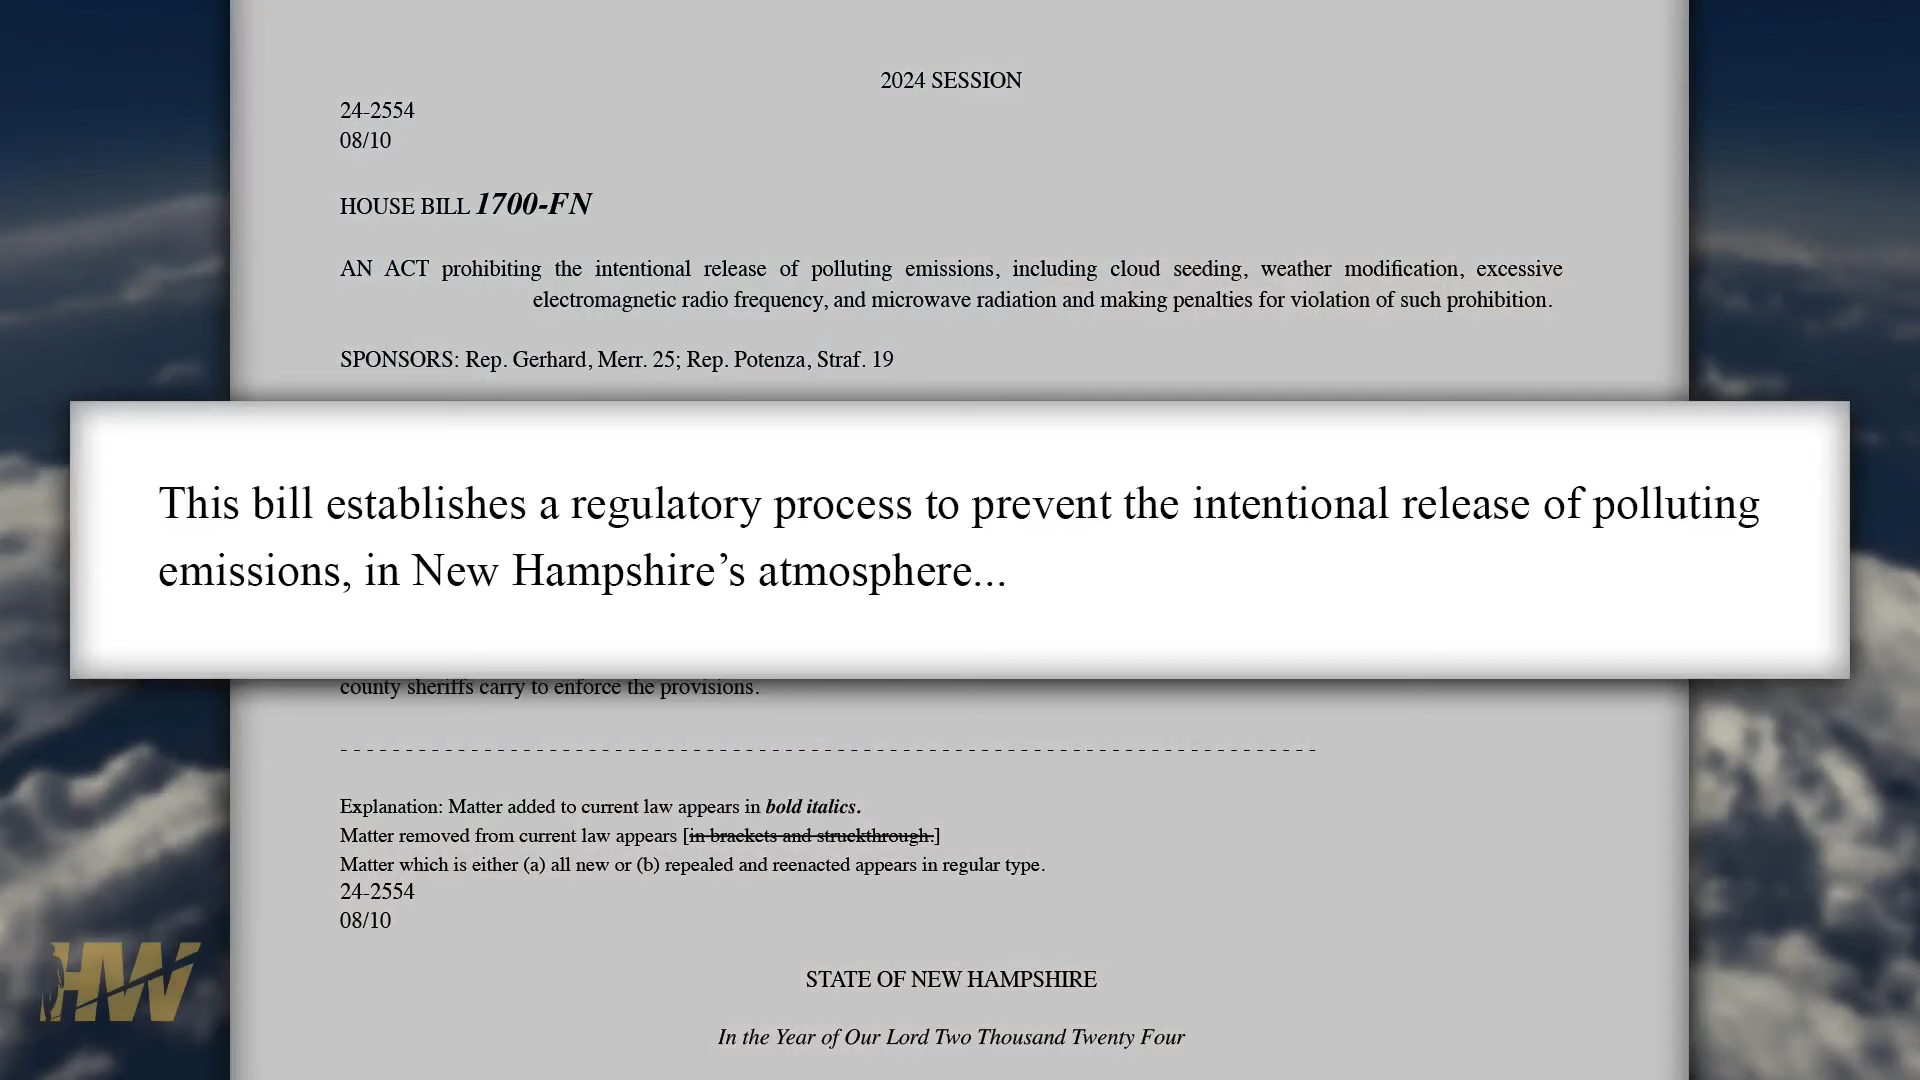 2024 SESSION
24-2554
08/10
HOUSE BILL 1700-FN
AN ACT prohibiting the intentional release of polluting emissions, including cloud seeding, weather modification, excessive
electromagnetic radio frequency, and microwave radiation and making penalties for violation of such prohibition.
SPONSORS: Rep. Gerhard, Merr. 25; Rep. Potenza, Straf. 19
This bill establishes a regulatory process to prevent the intentional release of polluting
emissions, in New Hampshire’s atmosphere...
county sheriffs carry to enforce the provisions.
- - - - - - - - - - - - - - - - - - - - - - - - - - - - - - - - - - - - - - - - - - - - - - - - - - - - - - - - - - - - - - - - - - - - - - - - - - -
Explanation: Matter added to current law appears in bold italics.
Matter removed from current law appears [in brackets and struckthrough.]
Matter which is either (a) all new or (b) repealed and reenacted appears in regular type.
24-2554
08/10
STATE OF NEW HAMPSHIRE
In the Year of Our Lord Two Thousand Twenty Four
HW